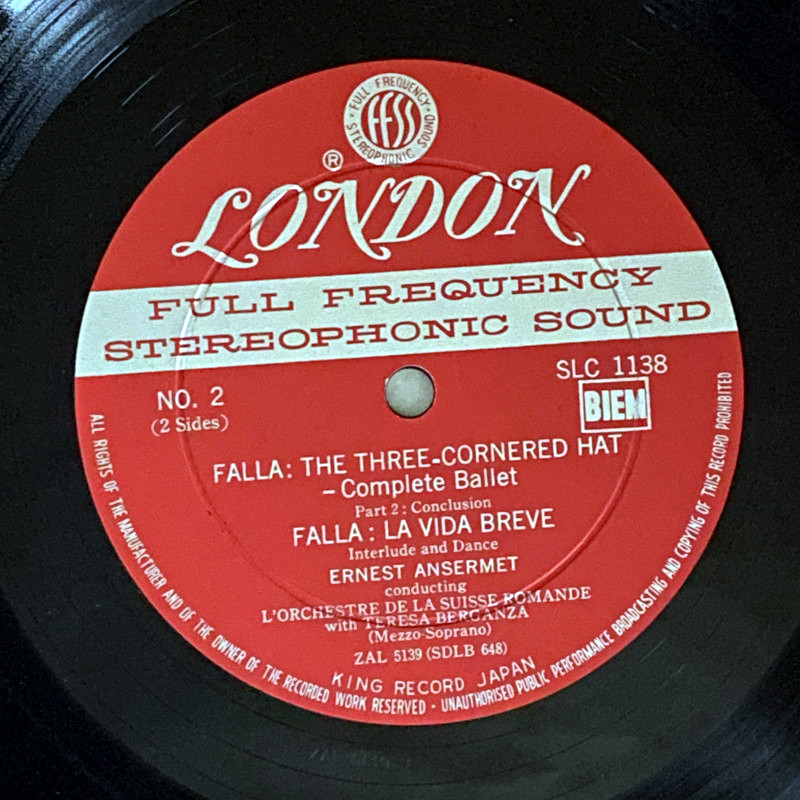 FULL FREQUENCY
STEREOPHONIC SOUND
FFSS
®
LONDON
FULL FREQUENCY
STEREOPHONIC SOUND
NO. 2
(2 Sides)
SLC 1138
BIEM
FALLA: THE THREE-CORNERED HAT
– Complete Ballet
Part 2 : Conclusion
FALLA : LA VIDA BREVE
Interlude and Dance
ERNEST ANSERMET
conducting
L'ORCHESTRE DE LA SUISSE ROMANDE
with TERESA BERGANZA
(Mezzo-Soprano)
ZAL 5139 (SDLB 648)
KING RECORD JAPAN
ALL RIGHTS OF THE MANUFACTURER AND OF THE OWNER OF THE RECORDED WORK RESERVED · UNAUTHORISED PUBLIC PERFORMANCE BROADCASTING AND COPYING OF THIS RECORD PROHIBITED